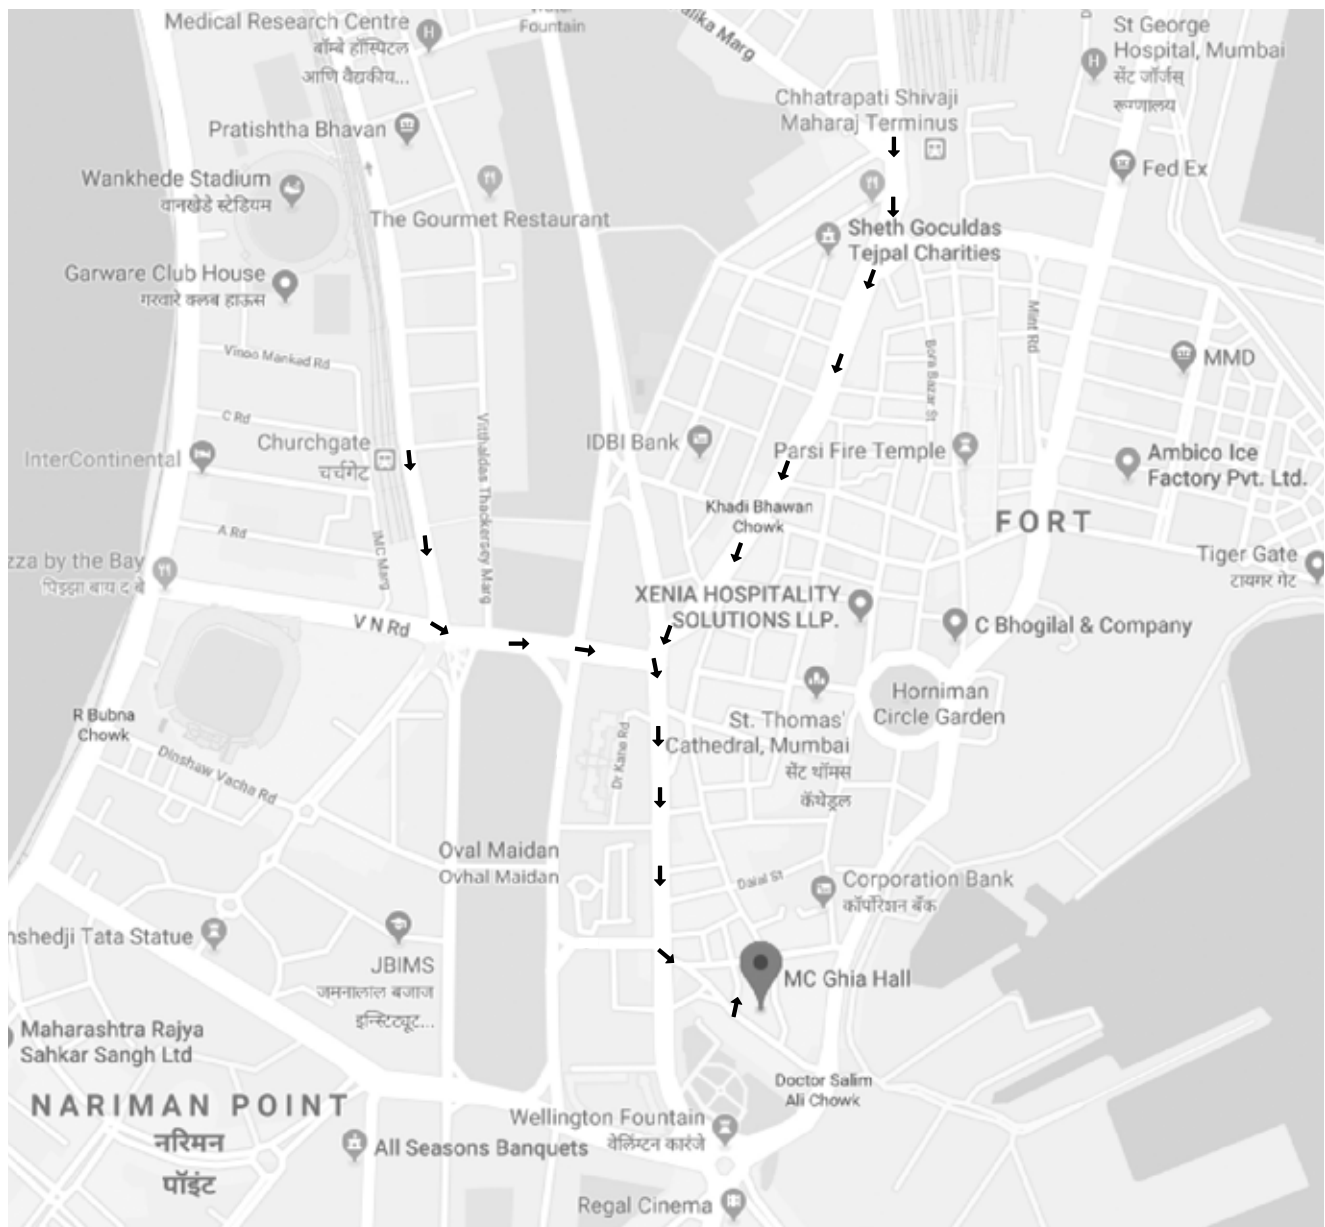 Medical Research Centre
बॉम्बे हॉस्पिटल
आणि वैद्यकीय...
Fountain
alika Marg
St George
Hospital, Mumbai
सेंट जॉर्जस्
रूग्णालय
Chhatrapati Shivaji
Maharaj Terminus
Pratishtha Bhavan
Fed Ex
Wankhede Stadium
वानखेडे स्टेडियम
The Gourmet Restaurant
Sheth Goculdas
Tejpal Charities
Garware Club House
गरवारे क्लब हाऊस
Mint Rd
Vinoo Mankad Rd
Bora Bazar St
MMD
C Rd
Vitthaldas Thackersey Marg
Churchgate
चर्चगेट
IDBI Bank
Parsi Fire Temple
InterContinental
Ambico Ice
Factory Pvt. Ltd.
Khadi Bhawan
Chowk
FORT
A Rd
IMC Marg
zza by the Bay
पिझ्झा बाय द बे
Tiger Gate
टायगर गेट
XENIA HOSPITALITY
SOLUTIONS LLP.
V N Rd
C Bhogilal & Company
Horniman
Circle Garden
R Bubna
Chowk
St. Thomas'
Cathedral, Mumbai
सेंट थॉमस
कॅथेड्रल
Dr Kane Rd
Dinshaw Vacha Rd
Oval Maidan
Ovhal Maidan
Dalal St
Corporation Bank
कॉर्पोरेशन बँक
nshedji Tata Statue
JBIMS
जमनालाल बजाज
इन्स्टिट्यूट...
MC Ghia Hall
Maharashtra Rajya
Sahkar Sangh Ltd
Doctor Salim
Ali Chowk
NARIMAN POINT
नरिमन
पॉइंट
Wellington Fountain
वेलिंग्टन कारंजे
All Seasons Banquets
Regal Cinema